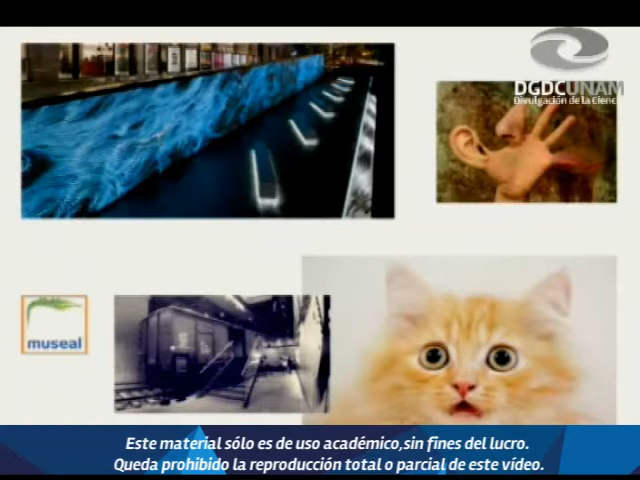 DGDCUNAM
Divulgación de la Cienc
museal
Este material sólo es de uso académico,sin fines del lucro.
Queda prohibido la reproducción total o parcial de este vídeo.